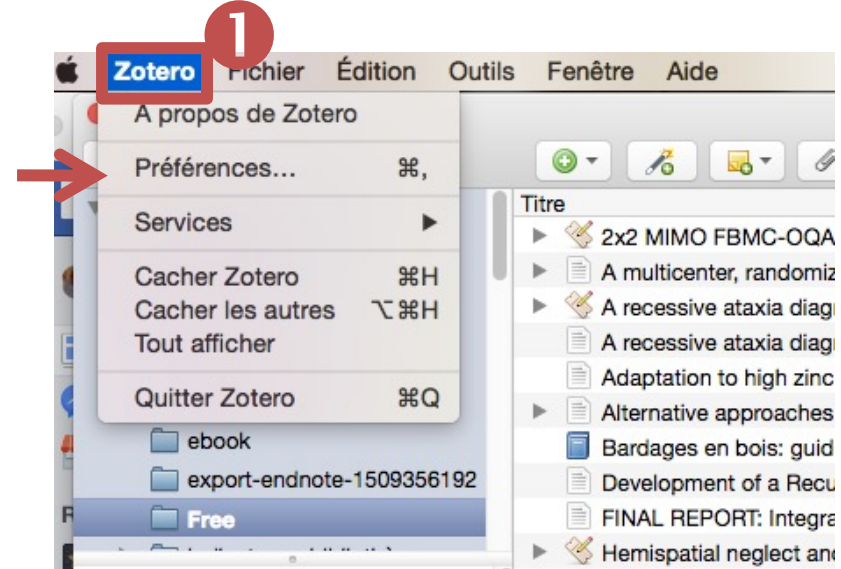 1
Zotero Fichier Édition Outils Fenêtre Aide
A propos de Zotero
Préférences... ⌘,
Services ▶
Cacher Zotero ⌘H
Cacher les autres ⌥⌘H
Tout afficher
Quitter Zotero ⌘Q
ebook
export-endnote-1509356192
Free
Titre
2x2 MIMO FBMC-OQA
A multicenter, randomiz
A recessive ataxia diag
A recessive ataxia diag
Adaptation to high zinc
Alternative approaches
Bardages en bois: guid
Development of a Recu
FINAL REPORT: Integra
Hemispatial neglect and